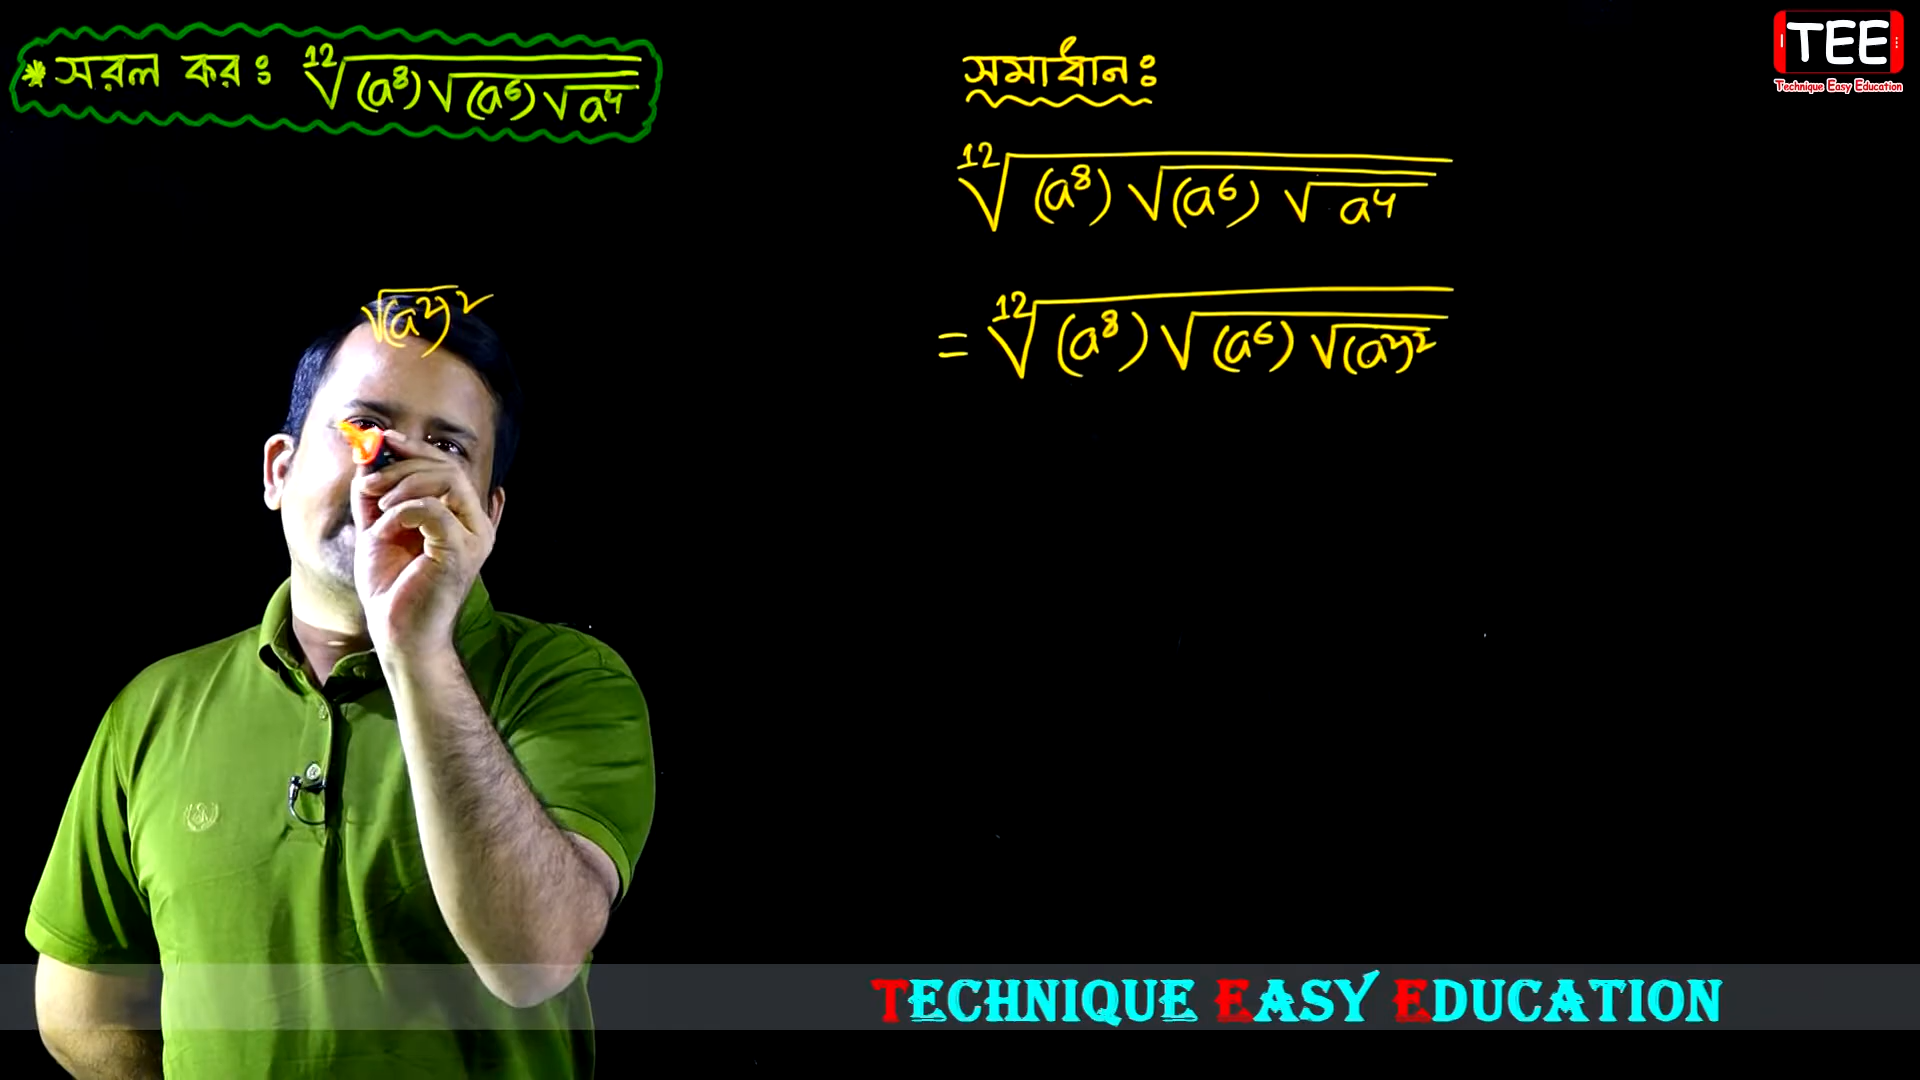 * সরল কর: ¹²√(a⁸)√(a⁶)√a⁴
সমাধান:
¹²√(a⁸)√(a⁶)√a⁴
= ¹²√(a⁸)√(a⁶)√(a²)²
√(a²)²
TEE
Technique Easy Education
TECHNIQUE EASY EDUCATION